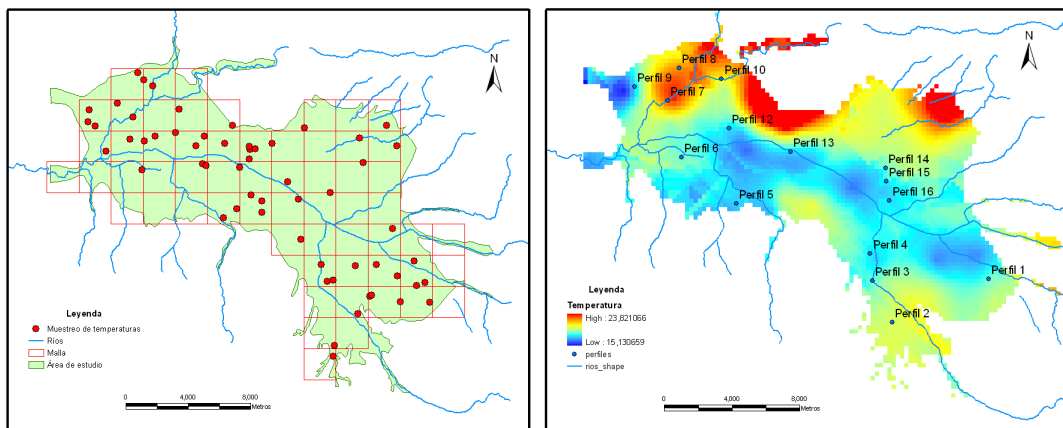 N
Leyenda
Muestreo de temperaturas
Ríos
Malla
Área de estudio
0 4,000 8,000
Metros
N
Perfil 8
Perfil 9
Perfil 10
Perfil 7
Perfil 12
Perfil 13
Perfil 6
Perfil 14
Perfil 15
Perfil 5
Perfil 16
Perfil 4
Perfil 3
Perfil 1
Perfil 2
Leyenda
Temperatura
High : 23,821066
Low : 15,130659
perfiles
rios_shape
0 4,000 8,000
Metros